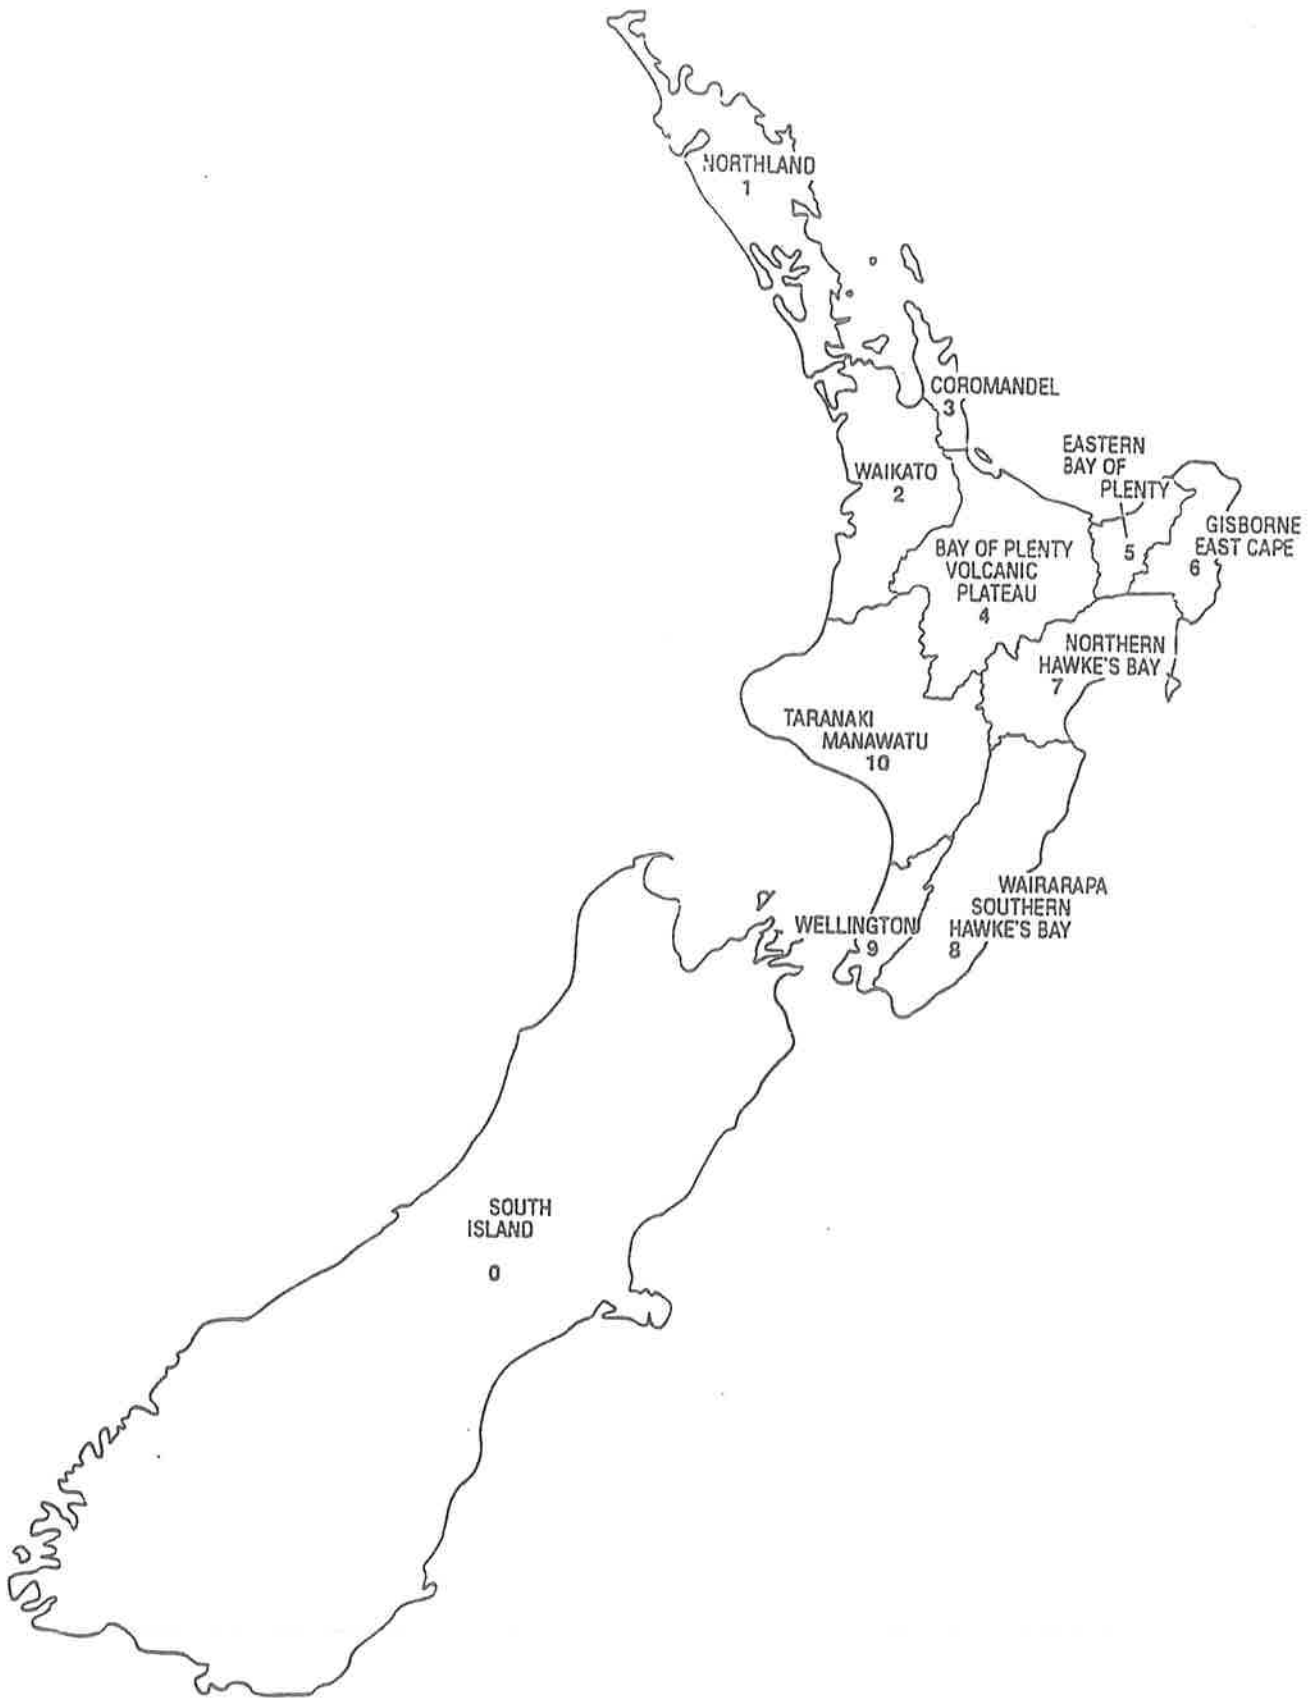 NORTHLAND
1
COROMANDEL
3
EASTERN
BAY OF
PLENTY
WAIKATO
2
GISBORNE
EAST CAPE
6
5
BAY OF PLENTY
VOLCANIC
PLATEAU
4
NORTHERN
HAWKE'S BAY
7
TARANAKI
MANAWATU
10
WAIRARAPA
SOUTHERN
HAWKE'S BAY
8
WELLINGTON
9
SOUTH
ISLAND
0